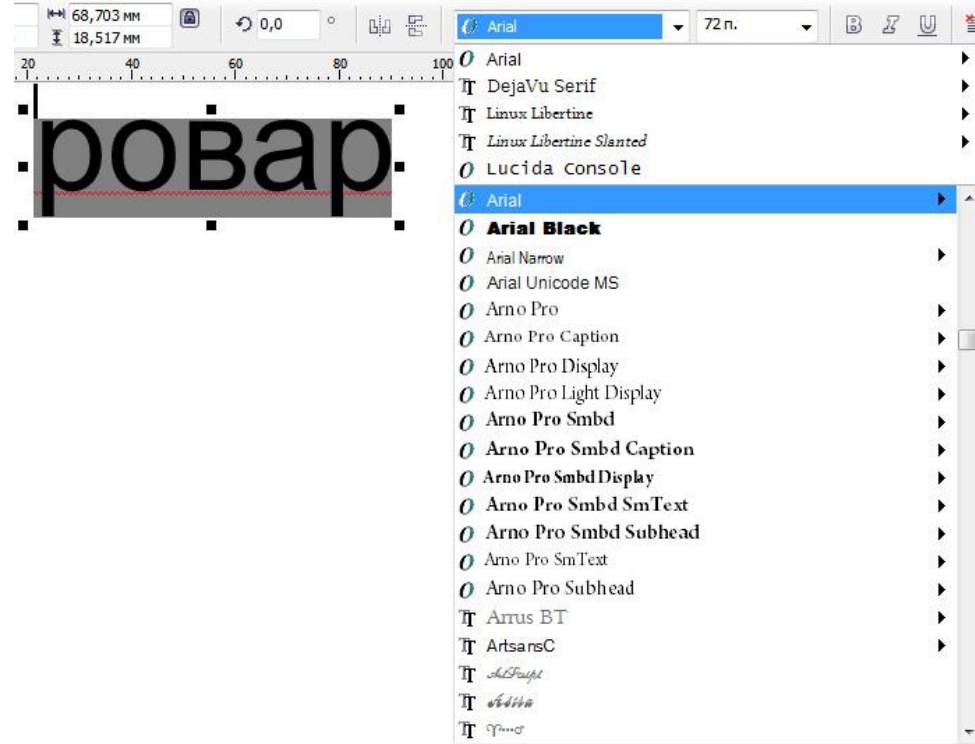 68,703 мм
18,517 мм
0,0 °
Arial
72 п.
B I U
20 40 60 80 100
ровар
Arial
DejaVu Serif
Linux Libertine
Linux Libertine Slanted
Lucida Console
Arial
Arial Black
Arial Narrow
Arial Unicode MS
Arno Pro
Arno Pro Caption
Arno Pro Display
Arno Pro Light Display
Arno Pro Smbd
Arno Pro Smbd Caption
Arno Pro Smbd Display
Arno Pro Smbd SmText
Arno Pro Smbd Subhead
Arno Pro SmText
Arno Pro Subhead
Arrus BT
ArtsansC